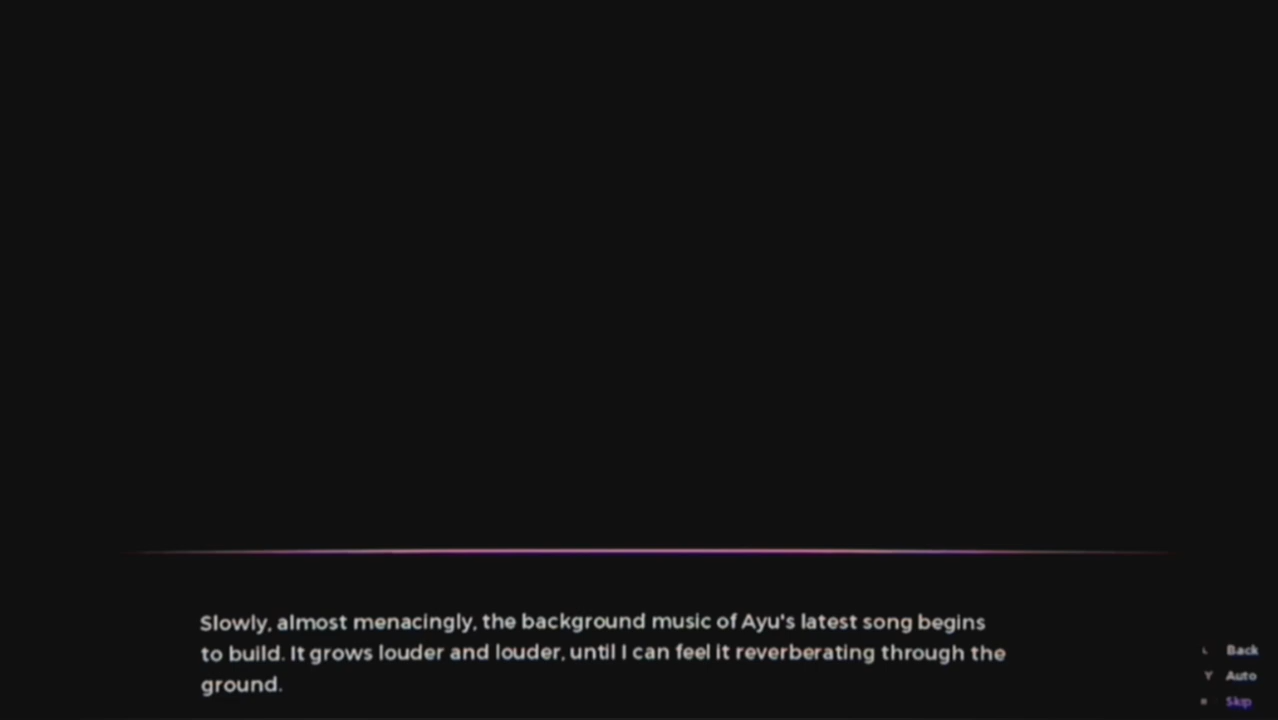 Slowly, almost menacingly, the background music of Ayu's latest song begins
to build. It grows louder and louder, until I can feel it reverberating through the
ground.
Back
Y Auto
Skip